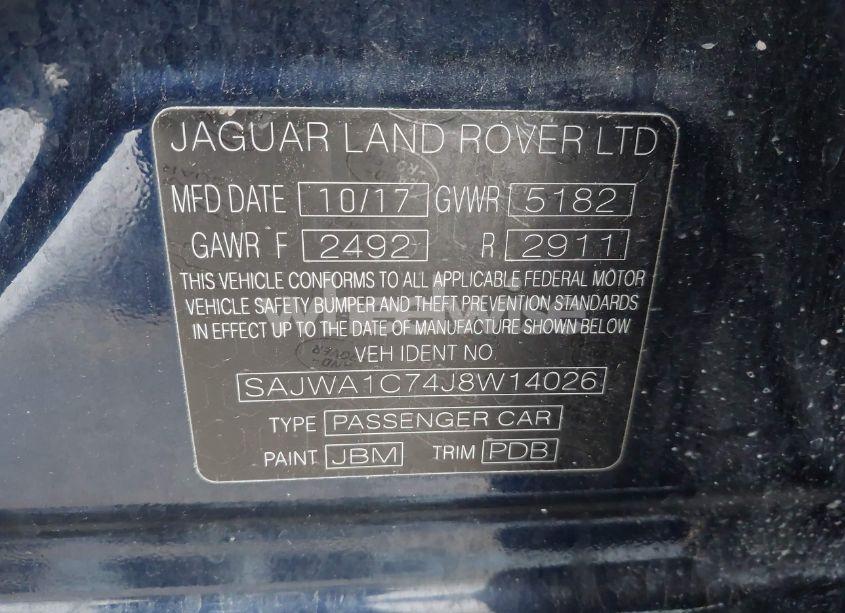 JAGUAR LAND ROVER LTD
MFD DATE 10/17 GVWR 5182
GAWR F 2492 R 2911
THIS VEHICLE CONFORMS TO ALL APPLICABLE FEDERAL MOTOR
VEHICLE SAFETY BUMPER AND THEFT PREVENTION STANDARDS
IN EFFECT UP TO THE DATE OF MANUFACTURE SHOWN BELOW
VEH IDENT NO.
SAJWA1C74J8W14026
TYPE PASSENGER CAR
PAINT JBM TRIM PDB